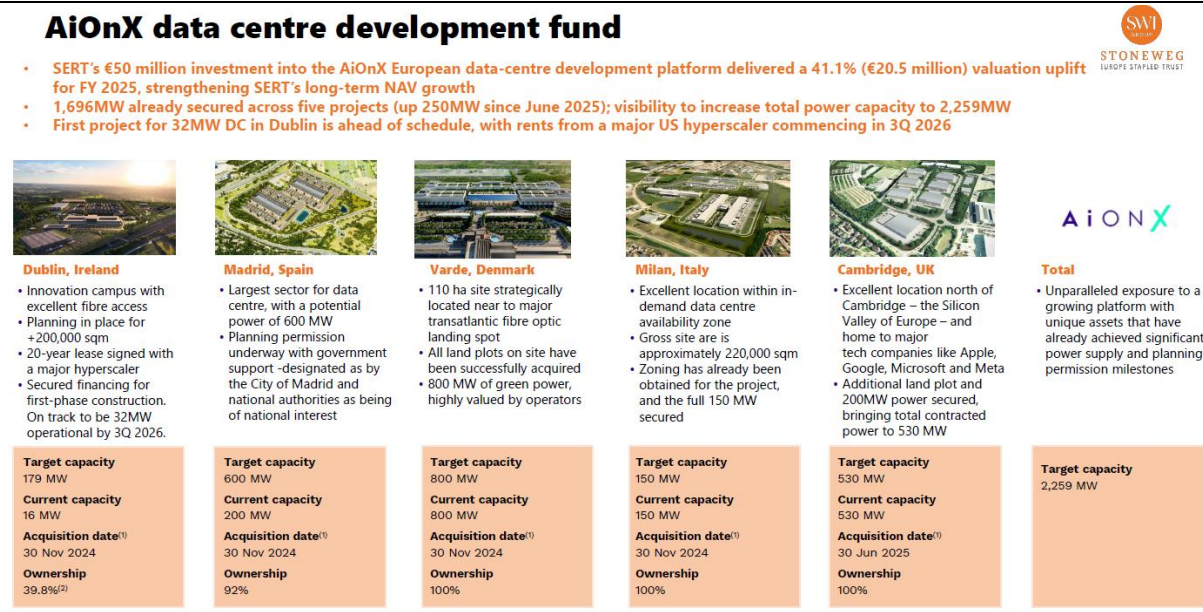 AiOnX data centre development fund
SWI
GROUP
STONEWEG
EUROPE STAPLED TRUST
• SERT's €50 million investment into the AiOnX European data-centre development platform delivered a 41.1% (€20.5 million) valuation uplift
for FY 2025, strengthening SERT's long-term NAV growth
• 1,696MW already secured across five projects (up 250MW since June 2025); visibility to increase total power capacity to 2,259MW
• First project for 32MW DC in Dublin is ahead of schedule, with rents from a major US hyperscaler commencing in 3Q 2026
Dublin, Ireland
• Innovation campus with
excellent fibre access
• Planning in place for
+200,000 sqm
• 20-year lease signed with
a major hyperscaler
• Secured financing for
first-phase construction.
On track to be 32MW
operational by 3Q 2026.
Target capacity
179 MW
Current capacity
16 MW
Acquisition date(1)
30 Nov 2024
Ownership
39.8%(2)
Madrid, Spain
• Largest sector for data
centre, with a potential
power of 600 MW
• Planning permission
underway with government
support -designated as by
the City of Madrid and
national authorities as being
of national interest
Target capacity
600 MW
Current capacity
200 MW
Acquisition date(1)
30 Nov 2024
Ownership
92%
Varde, Denmark
• 110 ha site strategically
located near to major
transatlantic fibre optic
landing spot
• All land plots on site have
been successfully acquired
• 800 MW of green power,
highly valued by operators
Target capacity
800 MW
Current capacity
800 MW
Acquisition date(1)
30 Nov 2024
Ownership
100%
Milan, Italy
• Excellent location within in-
demand data centre
availability zone
• Gross site are is
approximately 220,000 sqm
• Zoning has already been
obtained for the project,
and the full 150 MW
secured
Target capacity
150 MW
Current capacity
150 MW
Acquisition date(1)
30 Nov 2024
Ownership
100%
Cambridge, UK
• Excellent location north of
Cambridge – the Silicon
Valley of Europe – and
home to major
tech companies like Apple,
Google, Microsoft and Meta
• Additional land plot and
200MW power secured,
bringing total contracted
power to 530 MW
Target capacity
530 MW
Current capacity
530 MW
Acquisition date(1)
30 Jun 2025
Ownership
100%
AiONX
Total
• Unparalleled exposure to a
growing platform with
unique assets that have
already achieved significant
power supply and planning
permission milestones
Target capacity
2,259 MW